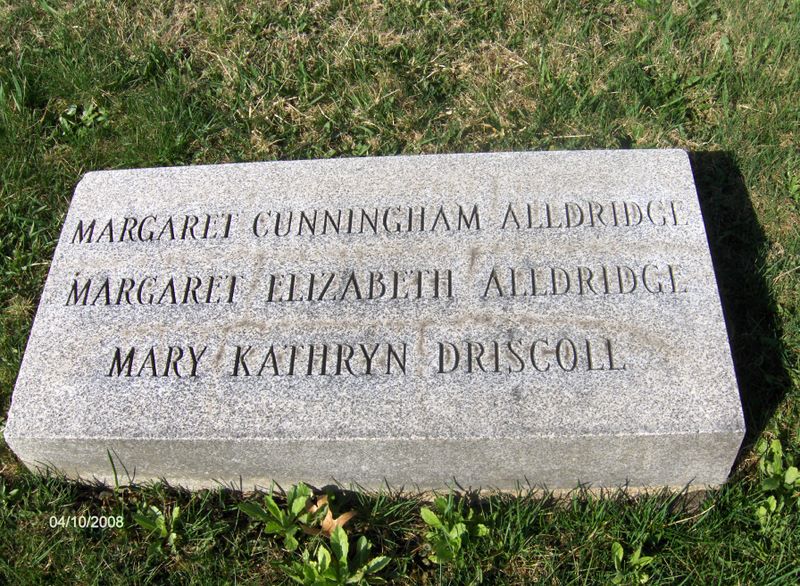 MARGARET CUNNINGHAM ALLDRIDGE
MARGARET ELIZABETH ALLDRIDGE
MARY KATHRYN DRISCOLL
04/10/2008